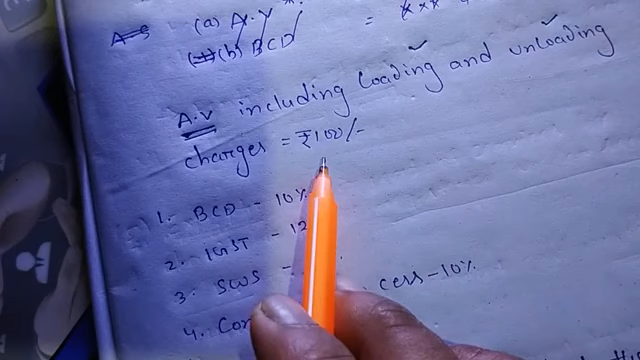 (a) A.V
= ***
(b) BCD
A.V including loading and unloading
charges = ₹100/-
1. BCD - 10%
2. IGST - 12
3. SWS -
4. cess - 10%